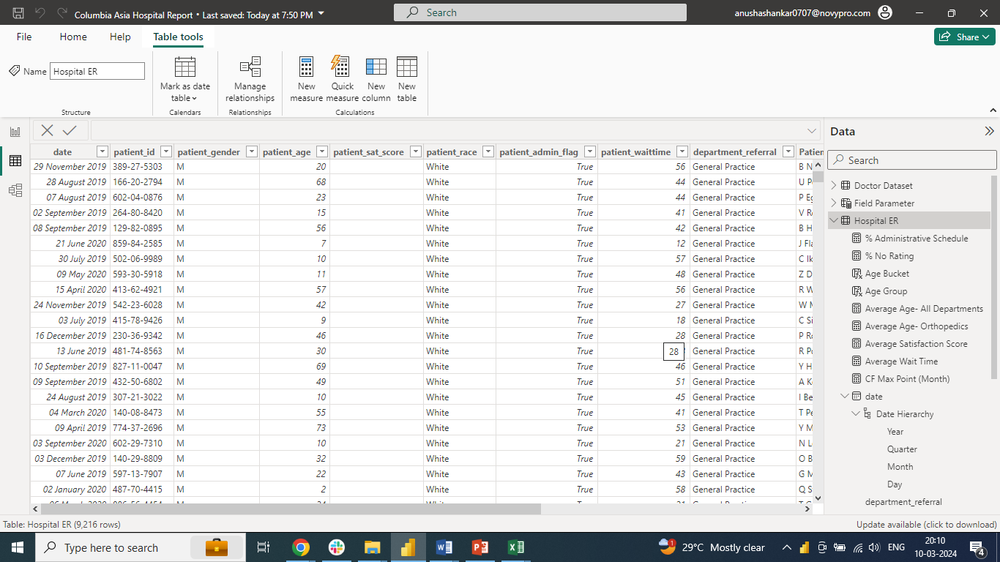 Columbia Asia Hospital Report • Last saved: Today at 7:50 PM
Search
anushashankar0707@novypro.com
File Home Help Table tools
Share
Name Hospital ER
Mark as date table
Manage relationships
New measure
Quick measure
New column
New table
Structure Calendars Relationships Calculations
date patient_id patient_gender patient_age patient_sat_score patient_race patient_admin_flag patient_waittime department_referral Patien
29 November 2019 389-27-5303 M 20 White True 56 General Practice B N
28 August 2019 166-20-2794 M 68 White True 44 General Practice U P
07 August 2019 602-04-0876 M 23 White True 44 General Practice P Eg
02 September 2019 264-80-8420 M 15 White True 41 General Practice V R
08 September 2019 129-82-0895 M 56 White True 42 General Practice B H
21 June 2020 859-84-2585 M 7 White True 12 General Practice J Fla
30 July 2019 502-06-9989 M 10 White True 57 General Practice C Ik
09 May 2020 593-30-5918 M 11 White True 48 General Practice Z D
15 April 2020 413-62-4921 M 57 White True 56 General Practice R W
24 November 2019 542-23-6028 M 42 White True 27 General Practice W M
03 July 2019 415-78-9426 M 9 White True 18 General Practice C Si
16 December 2019 230-36-9342 M 46 White True 28 General Practice P Ro
13 June 2019 481-74-8563 M 30 White True General Practice R Po
28
10 September 2019 827-11-0047 M 69 White True 46 General Practice Y H
09 September 2019 432-50-6802 M 49 White True 51 General Practice A K
24 August 2019 307-21-3022 M 10 White True 45 General Practice I Be
04 March 2020 140-08-8473 M 55 White True 41 General Practice T Pe
09 April 2019 774-37-2696 M 73 White True 53 General Practice Y M
03 September 2020 602-29-7310 M 10 White True 21 General Practice N L
03 December 2019 140-29-8809 M 32 White True 59 General Practice O B
07 June 2019 597-13-7907 M 22 White True 43 General Practice G M
02 January 2020 487-70-4415 M 2 White True 58 General Practice Q S
Data
Search
Doctor Dataset
Field Parameter
Hospital ER
% Administrative Schedule
% No Rating
Age Bucket
Age Group
Average Age- All Departments
Average Age- Orthopedics
Average Satisfaction Score
Average Wait Time
CF Max Point (Month)
date
Date Hierarchy
Year
Quarter
Month
Day
department_referral
Table: Hospital ER (9,216 rows)
Update available (click to download)
Type here to search
1
29°C Mostly clear
ENG
20:10
10-03-2024
4